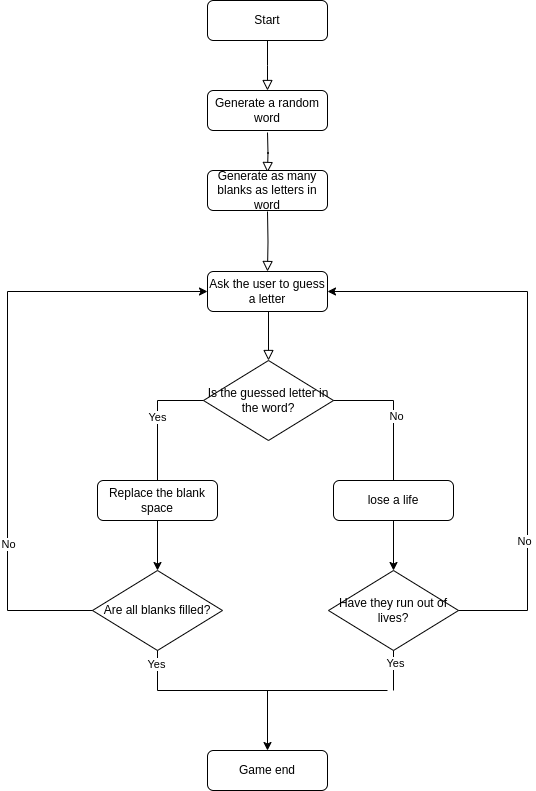 Start
Generate a random
word
Generate as many
blanks as letters in
word
Ask the user to guess
a letter
Is the guessed letter in
the word?
Yes
No
Replace the blank
space
lose a life
No
No
Are all blanks filled?
Have they run out of
lives?
Yes
Yes
Game end